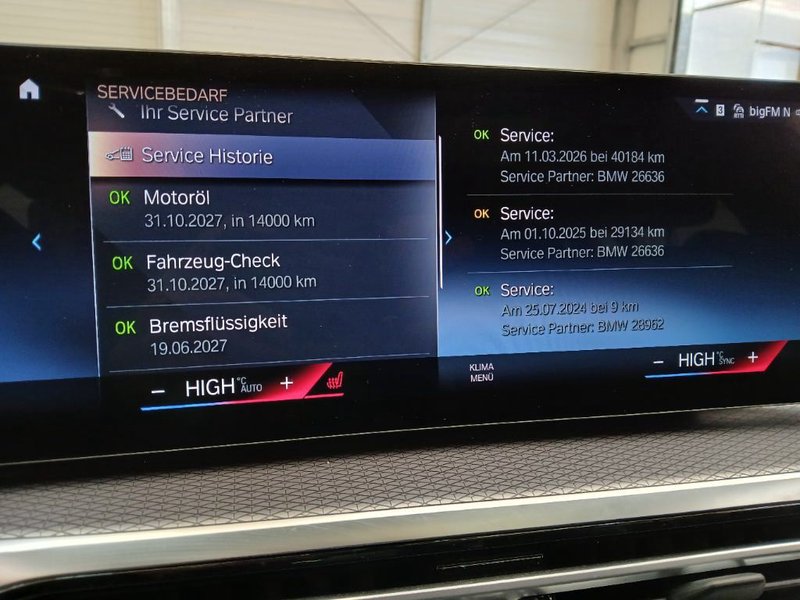 SERVICEBEDARF
Ihr Service Partner
Service Historie
OK Motoröl
31.10.2027, in 14000 km
OK Fahrzeug-Check
31.10.2027, in 14000 km
OK Bremsflüssigkeit
19.06.2027
3 bigFM N
OK Service:
Am 11.03.2026 bei 40184 km
Service Partner: BMW 26636
OK Service:
Am 01.10.2025 bei 29134 km
Service Partner: BMW 26636
OK Service:
Am 25.07.2024 bei 9 km
Service Partner: BMW 28962
− HIGH °C AUTO +
KLIMA
MENÜ
− HIGH °C SYNC +